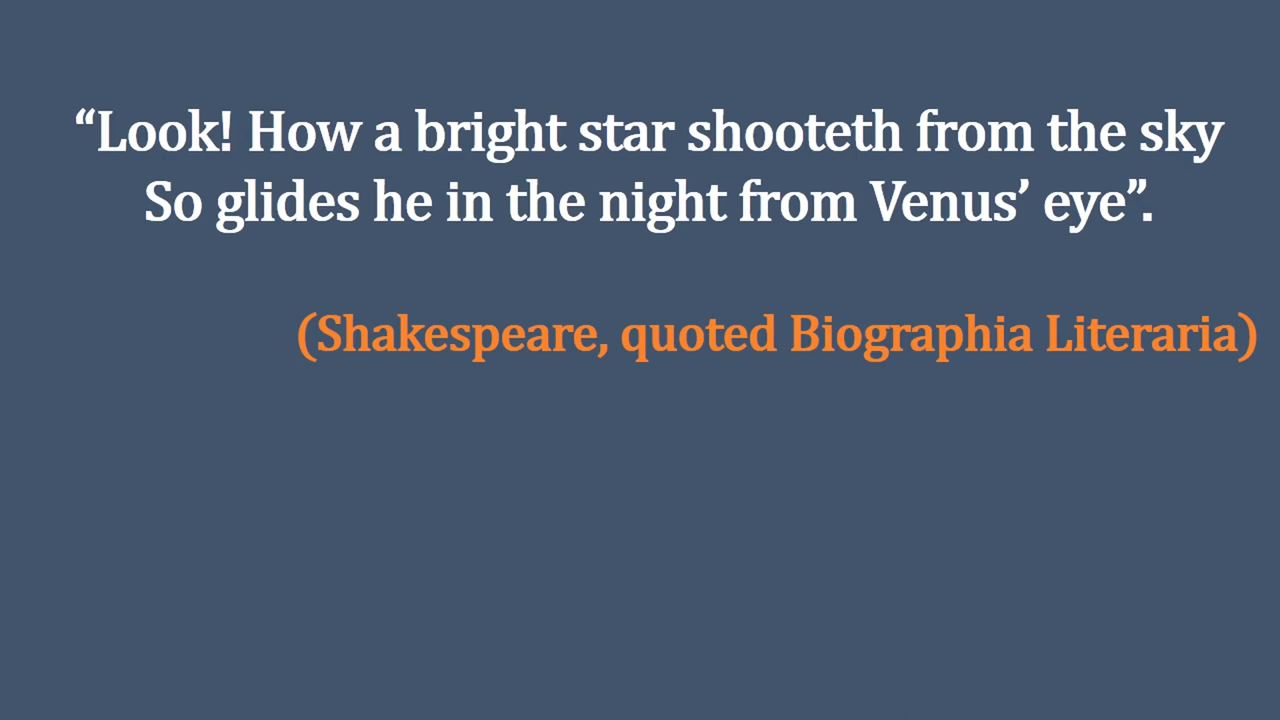 “Look! How a bright star shooteth from the sky
So glides he in the night from Venus’ eye”.
(Shakespeare, quoted Biographia Literaria)